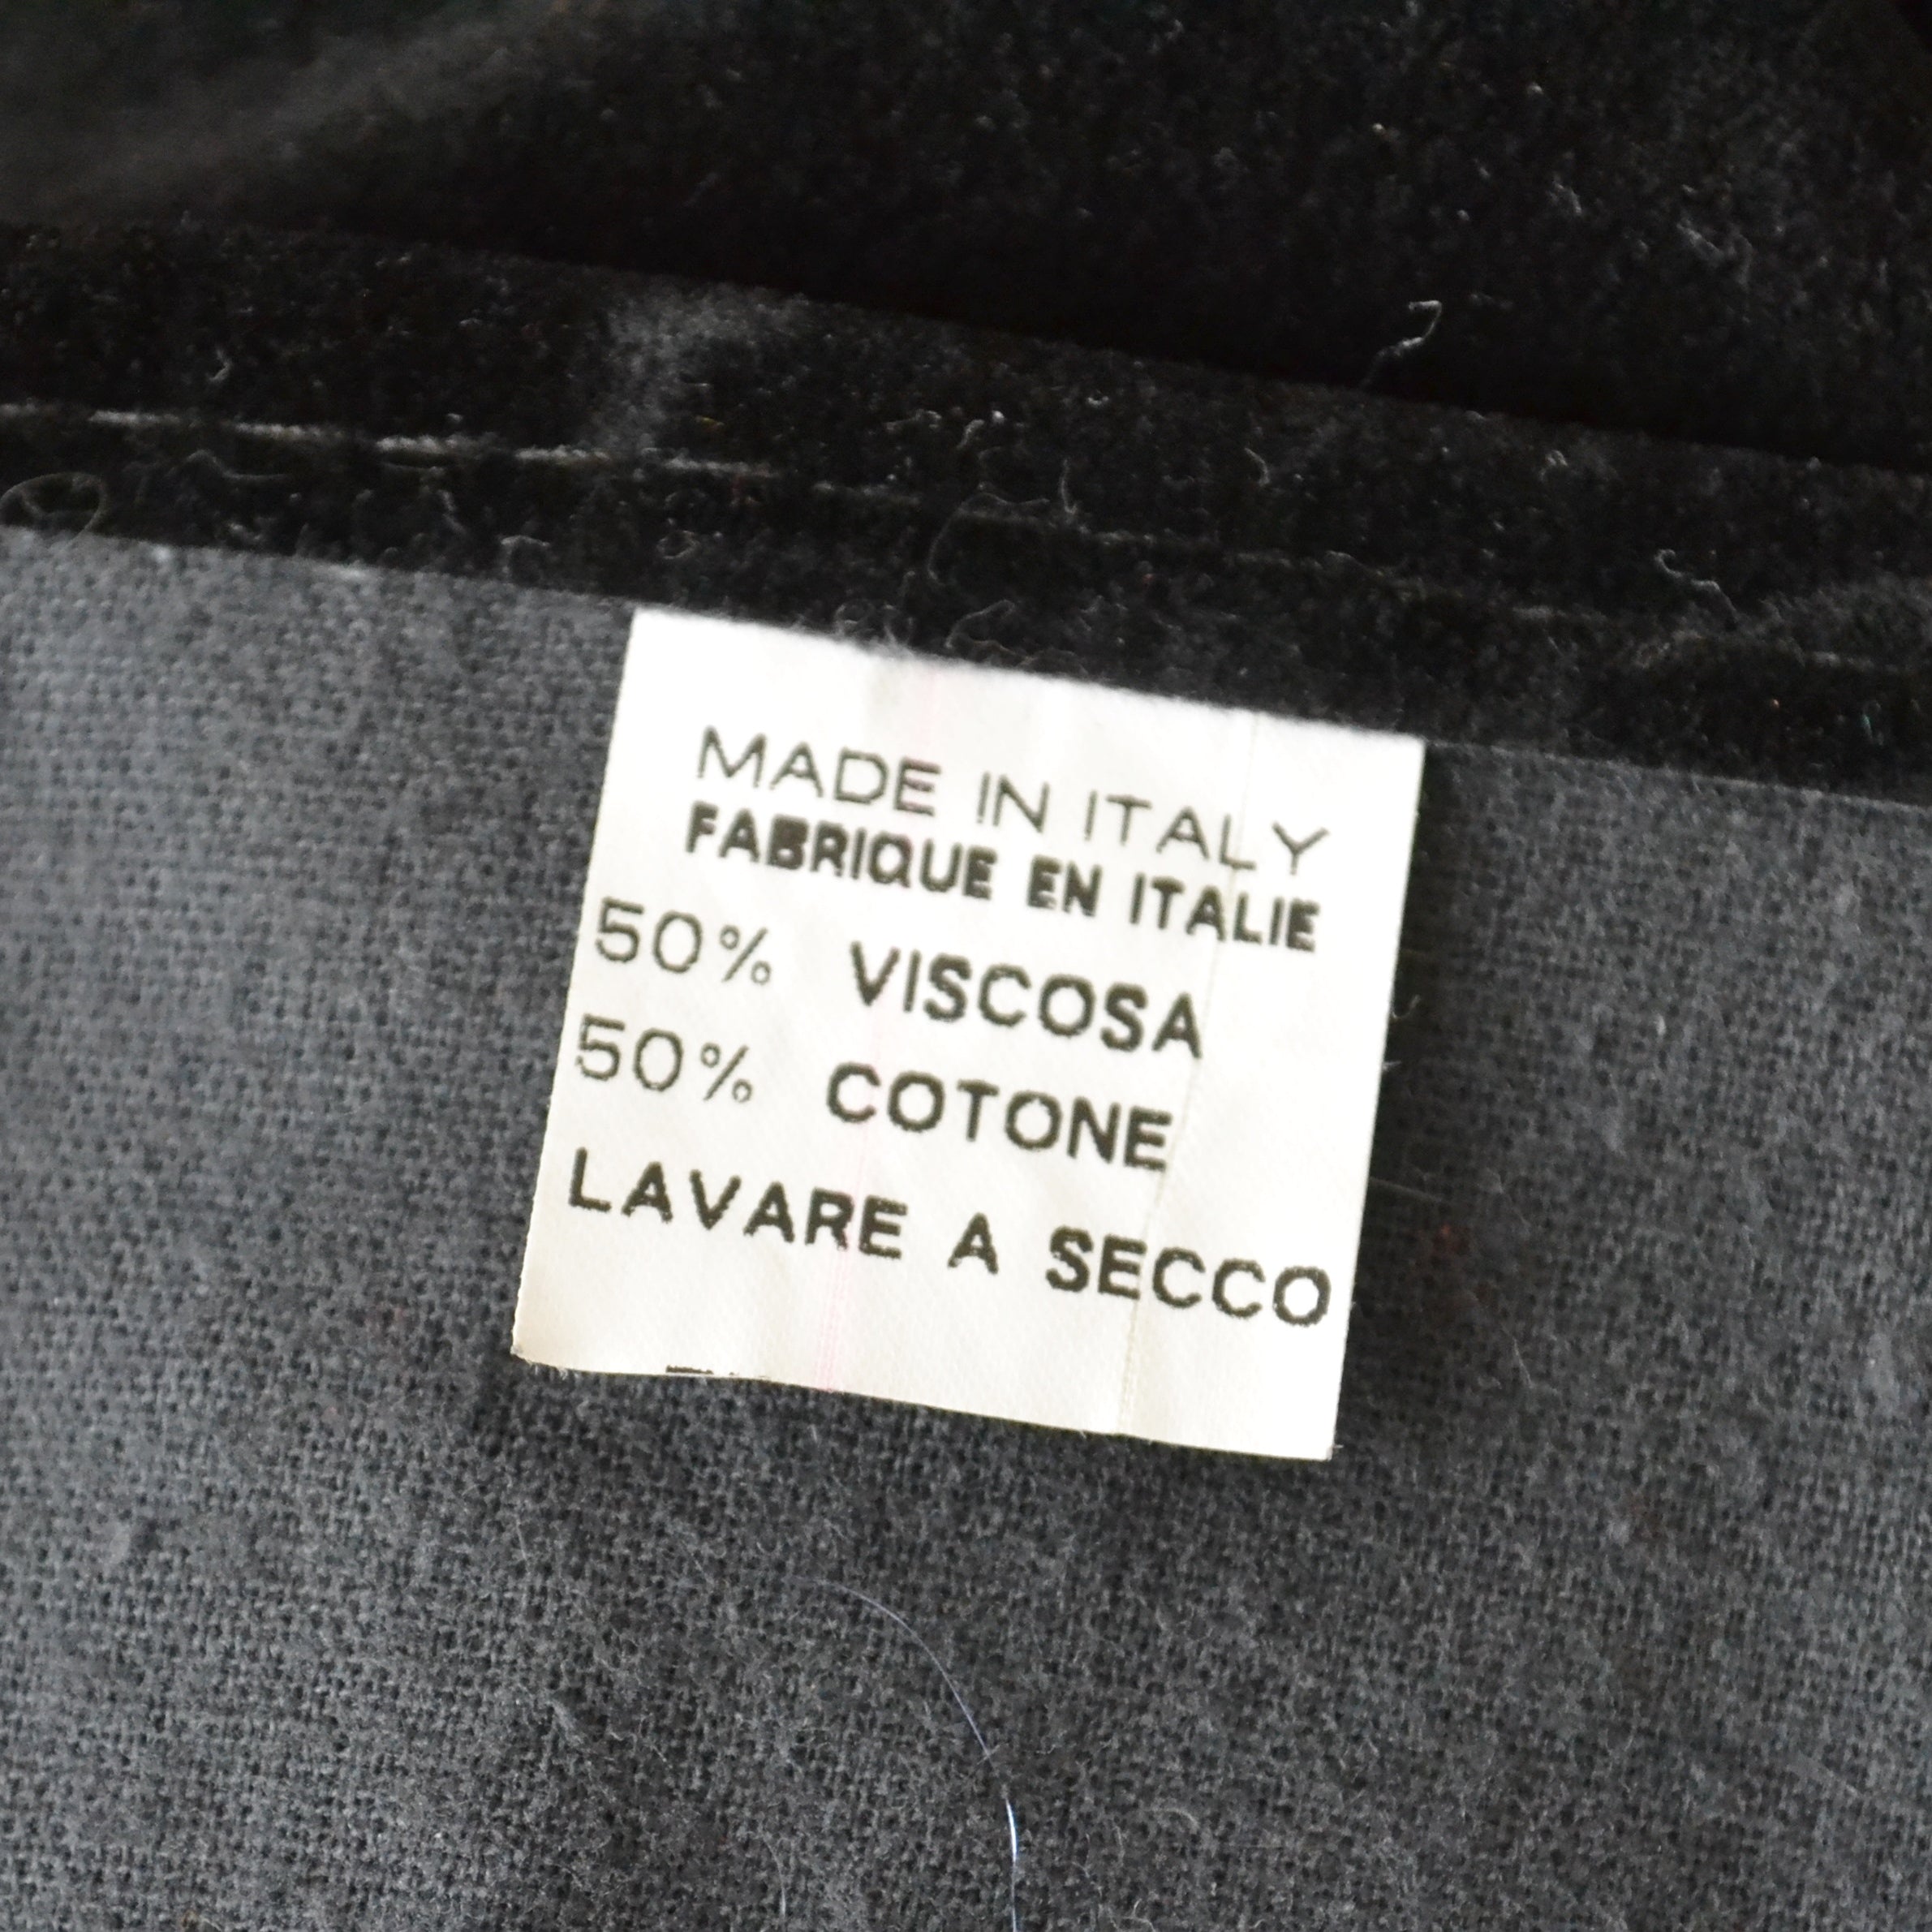 MADE IN ITALY
FABRIQUE EN ITALIE
50% VISCOSA
50% COTONE
LAVARE A SECCO